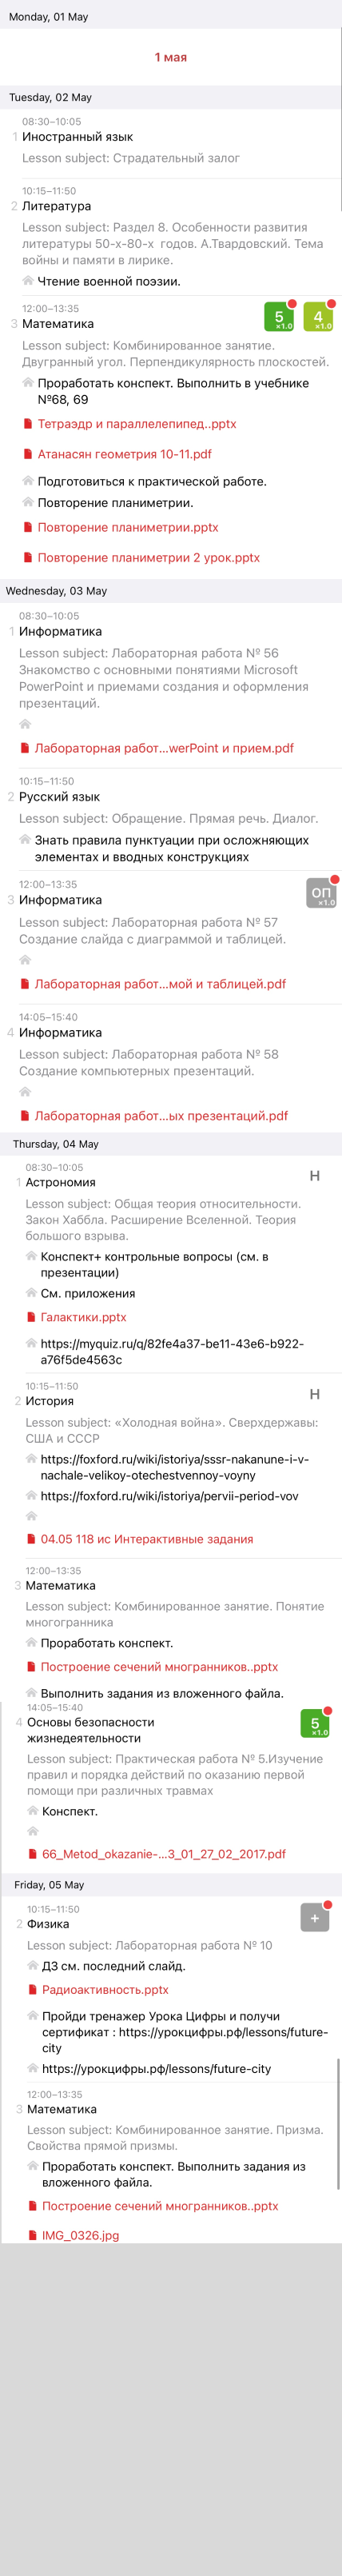 Monday, 01 May
1 мая
Tuesday, 02 May
08:30–10:05
1 Иностранный язык
Lesson subject: Страдательный залог
10:15–11:50
2 Литература
Lesson subject: Раздел 8. Особенности развития
литературы 50-х-80-х годов. А.Твардовский. Тема
войны и памяти в лирике.
Чтение военной поэзии.
12:00–13:35
5 ×1.0 4 ×1.0
3 Математика
Lesson subject: Комбинированное занятие.
Двугранный угол. Перпендикулярность плоскостей.
Проработать конспект. Выполнить в учебнике
№68, 69
Тетраэдр и параллелепипед..pptx
Атанасян геометрия 10-11.pdf
Подготовиться к практической работе.
Повторение планиметрии.
Повторение планиметрии.pptx
Повторение планиметрии 2 урок.pptx
Wednesday, 03 May
08:30–10:05
1 Информатика
Lesson subject: Лабораторная работа № 56
Знакомство с основными понятиями Microsoft
PowerPoint и приемами создания и оформления
презентаций.
Лабораторная работ...werPoint и прием.pdf
10:15–11:50
2 Русский язык
Lesson subject: Обращение. Прямая речь. Диалог.
Знать правила пунктуации при осложняющих
элементах и вводных конструкциях
12:00–13:35
ОП ×1.0
3 Информатика
Lesson subject: Лабораторная работа № 57
Создание слайда с диаграммой и таблицей.
Лабораторная работ...мой и таблицей.pdf
14:05–15:40
4 Информатика
Lesson subject: Лабораторная работа № 58
Создание компьютерных презентаций.
Лабораторная работ...ых презентаций.pdf
Thursday, 04 May
08:30–10:05
Н
1 Астрономия
Lesson subject: Общая теория относительности.
Закон Хаббла. Расширение Вселенной. Теория
большого взрыва.
Конспект+ контрольные вопросы (см. в
презентации)
См. приложения
Галактики.pptx
https://myquiz.ru/q/82fe4a37-be11-43e6-b922-
a76f5de4563c
10:15–11:50
Н
2 История
Lesson subject: «Холодная война». Сверхдержавы:
США и СССР
https://foxford.ru/wiki/istoriya/sssr-nakanune-i-v-
nachale-velikoy-otechestvennoy-voyny
https://foxford.ru/wiki/istoriya/pervii-period-vov
04.05 118 ис Интерактивные задания
12:00–13:35
3 Математика
Lesson subject: Комбинированное занятие. Понятие
многогранника
Проработать конспект.
Построение сечений многранников..pptx
Выполнить задания из вложенного файла.
14:05–15:40
5 ×1.0
4 Основы безопасности
жизнедеятельности
Lesson subject: Практическая работа № 5.Изучение
правил и порядка действий по оказанию первой
помощи при различных травмах
Конспект.
66_Metod_okazanie-...3_01_27_02_2017.pdf
Friday, 05 May
10:15–11:50
+
2 Физика
Lesson subject: Лабораторная работа № 10
ДЗ см. последний слайд.
Радиоактивность.pptx
Пройди тренажер Урока Цифры и получи
сертификат : https://урокцифры.рф/lessons/future-
city
https://урокцифры.рф/lessons/future-city
12:00–13:35
3 Математика
Lesson subject: Комбинированное занятие. Призма.
Свойства прямой призмы.
Проработать конспект. Выполнить задания из
вложенного файла.
Построение сечений многранников..pptx
IMG_0326.jpg